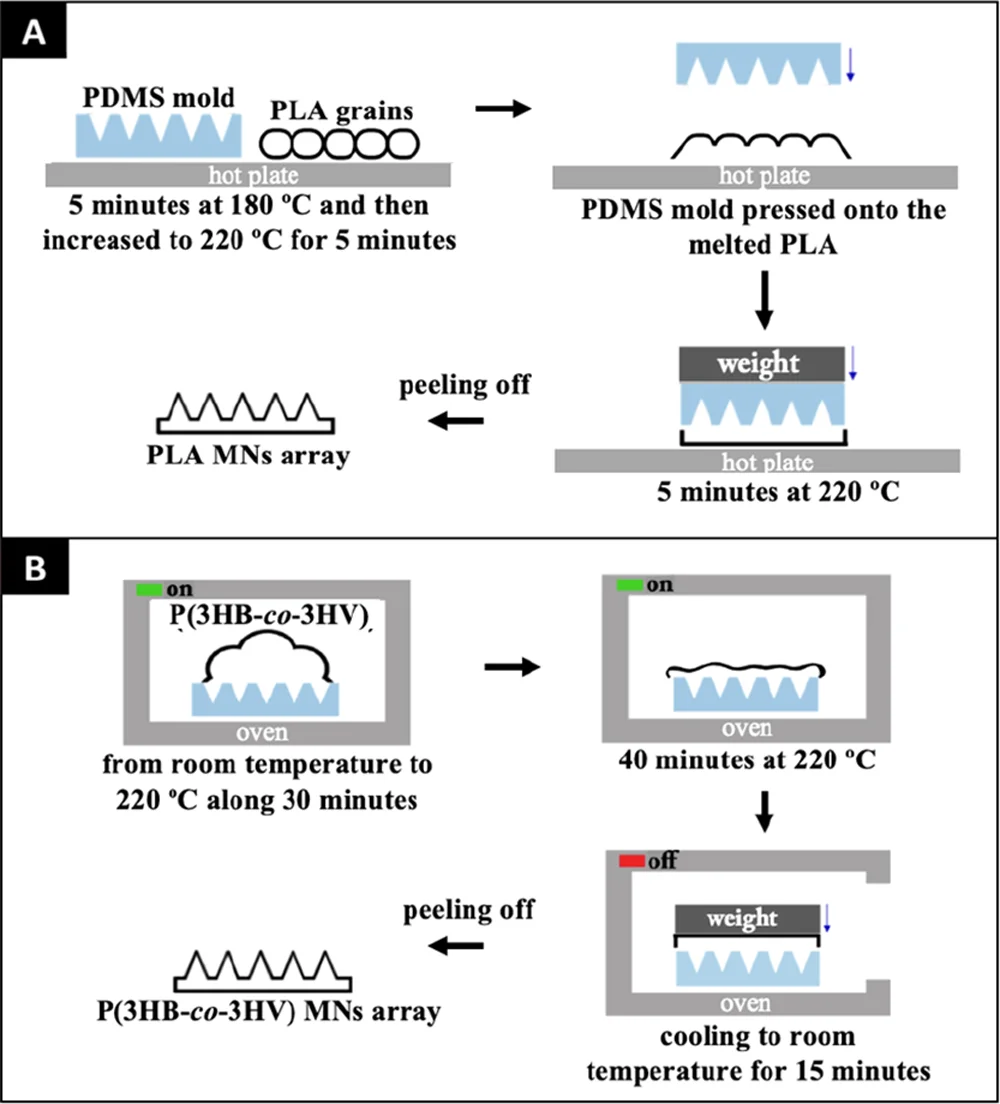 A
PDMS mold
PLA grains
hot plate
5 minutes at 180 ºC and then
increased to 220 ºC for 5 minutes
hot plate
PDMS mold pressed onto the
melted PLA
weight
hot plate
5 minutes at 220 ºC
peeling off
PLA MNs array
B
on
P(3HB-co-3HV)
oven
from room temperature to
220 ºC along 30 minutes
on
oven
40 minutes at 220 ºC
off
weight
oven
cooling to room
temperature for 15 minutes
peeling off
P(3HB-co-3HV) MNs array